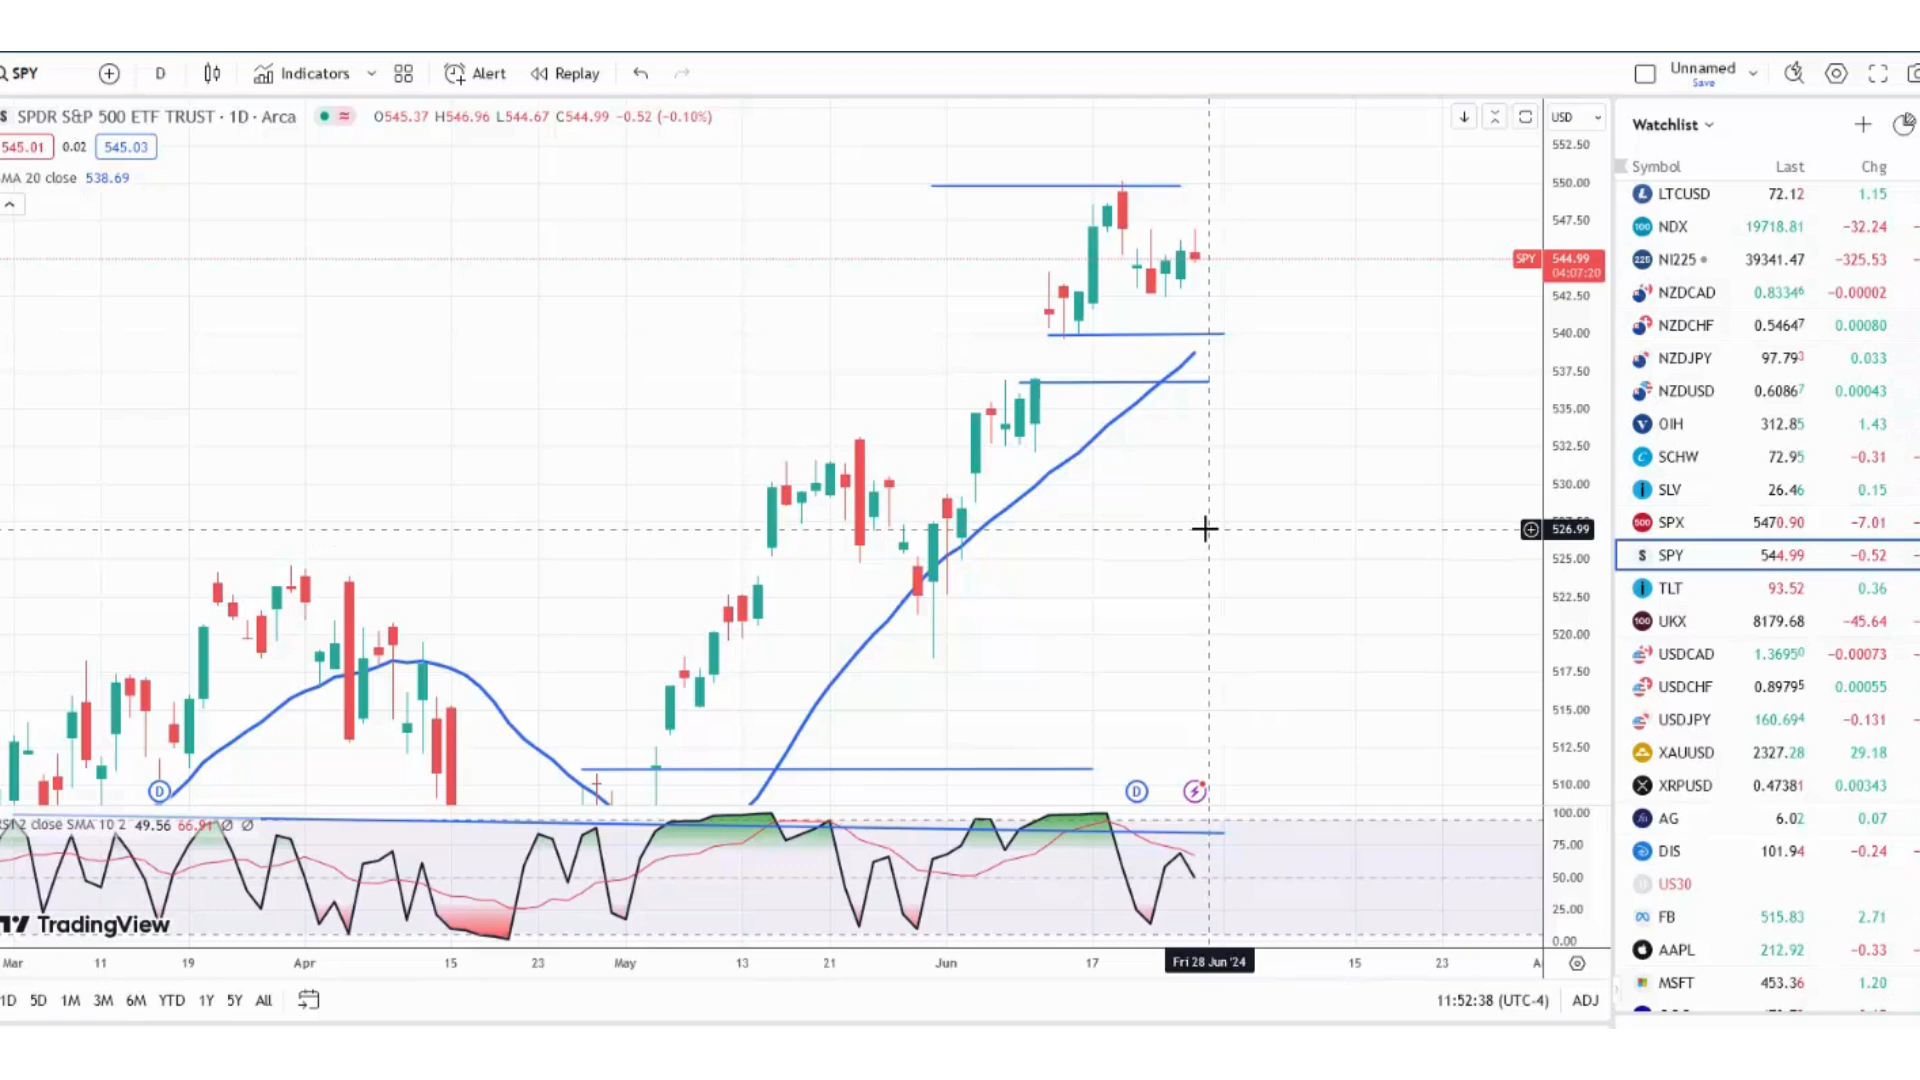 SPY D Indicators Alert Replay Unnamed
Save
SPDR S&P 500 ETF TRUST · 1D · Arca O545.37 H546.96 L544.67 C544.99 −0.52 (−0.10%) USD
545.01 0.02 545.03
MA 20 close 538.69
552.50
550.00
547.50
SPY 544.99
04:07:20
542.50
540.00
537.50
535.00
532.50
530.00
526.99
525.00
522.50
520.00
517.50
515.00
512.50
510.00
D D
RSI 2 close SMA 10 2 49.56 66.91 Ø Ø
100.00
75.00
50.00
25.00
0.00
TradingView
Mar 11 19 Apr 15 23 May 13 21 Jun 17 Fri 28 Jun '24 15 23 A
1D 5D 1M 3M 6M YTD 1Y 5Y All 11:52:38 (UTC-4) ADJ
Watchlist
Symbol Last Chg
LTCUSD 72.12 1.15
NDX 19718.81 −32.24
NI225 39341.47 −325.53
NZDCAD 0.83346 −0.00002
NZDCHF 0.54647 0.00080
NZDJPY 97.793 0.033
NZDUSD 0.60867 0.00043
OIH 312.85 1.43
SCHW 72.95 −0.31
SLV 26.46 0.15
SPX 5470.90 −7.01
SPY 544.99 −0.52
TLT 93.52 0.36
UKX 8179.68 −45.64
USDCAD 1.36950 −0.00073
USDCHF 0.89795 0.00055
USDJPY 160.694 −0.131
XAUUSD 2327.28 29.18
XRPUSD 0.47381 0.00343
AG 6.02 0.07
DIS 101.94 −0.24
US30
FB 515.83 2.71
AAPL 212.92 −0.33
MSFT 453.36 1.20